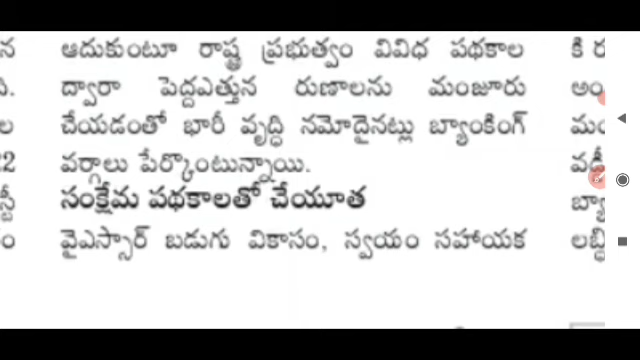 ఆదుకుంటూ రాష్ట్ర ప్రభుత్వం వివిధ పథకాల
ద్వారా పెద్దఎత్తున రుణాలను మంజూరు
చేయడంతో భారీ వృద్ధి నమోదైనట్లు బ్యాంకింగ్
వర్గాలు పేర్కొంటున్నాయి.
సంక్షేమ పథకాలతో చేయూత
వైఎస్సార్ బడుగు వికాసం, స్వయం సహాయక